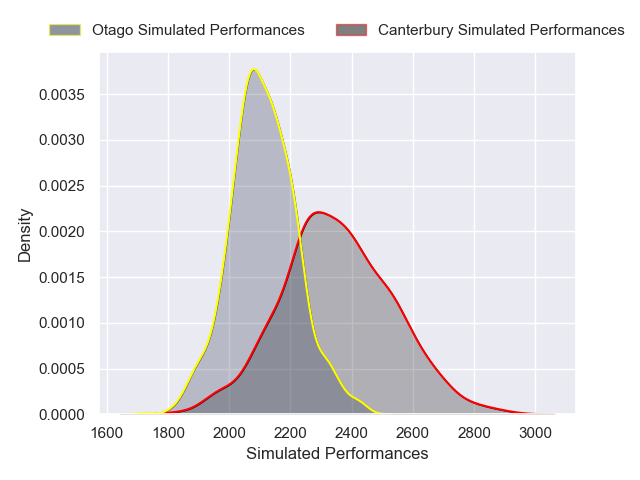 Otago Simulated Performances Canterbury Simulated Performances
0.0035
0.0030
0.0025
0.0020
0.0015
0.0010
0.0005
0.0000
Density
1600 1800 2000 2200 2400 2600 2800 3000
Simulated Performances